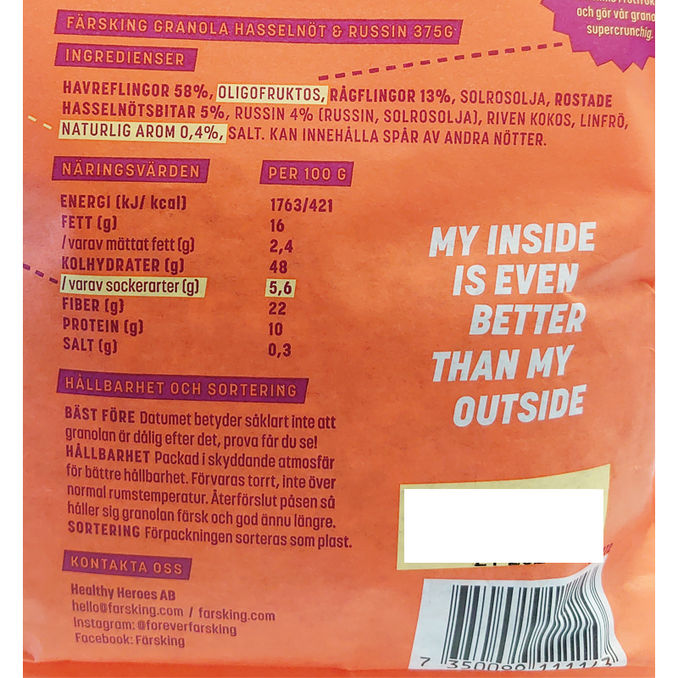 och gör vår grano
supercrunchig.
FÄRSKING GRANOLA HASSELNÖT & RUSSIN 375G
INGREDIENSER
HAVREFLINGOR 58%, OLIGOFRUKTOS, RÅGFLINGOR 13%, SOLROSOLJA, ROSTADE
HASSELNÖTSBITAR 5%, RUSSIN 4% (RUSSIN, SOLROSOLJA), RIVEN KOKOS, LINFRÖ,
NATURLIG AROM 0,4%, SALT. KAN INNEHÅLLA SPÅR AV ANDRA NÖTTER.
NÄRINGSVÄRDEN PER 100 G
ENERGI (kJ/ kcal) 1763/421
FETT (g) 16
/varav mättat fett (g) 2,4
KOLHYDRATER (g) 48
/varav sockerarter (g) 5,6
FIBER (g) 22
PROTEIN (g) 10
SALT (g) 0,3
MY INSIDE
IS EVEN
BETTER
THAN MY
OUTSIDE
HÅLLBARHET OCH SORTERING
BÄST FÖRE Datumet betyder såklart inte att
granolan är dålig efter det, prova får du se!
HÅLLBARHET Packad i skyddande atmosfär
för bättre hållbarhet. Förvaras torrt, inte över
normal rumstemperatur. Återförslut påsen så
håller sig granolan färsk och god ännu längre.
SORTERING Förpackningen sorteras som plast.
KONTAKTA OSS
Healthy Heroes AB
hello@farsking.com / farsking.com
Instagram: @foreverfarsking
Facebook: Färsking